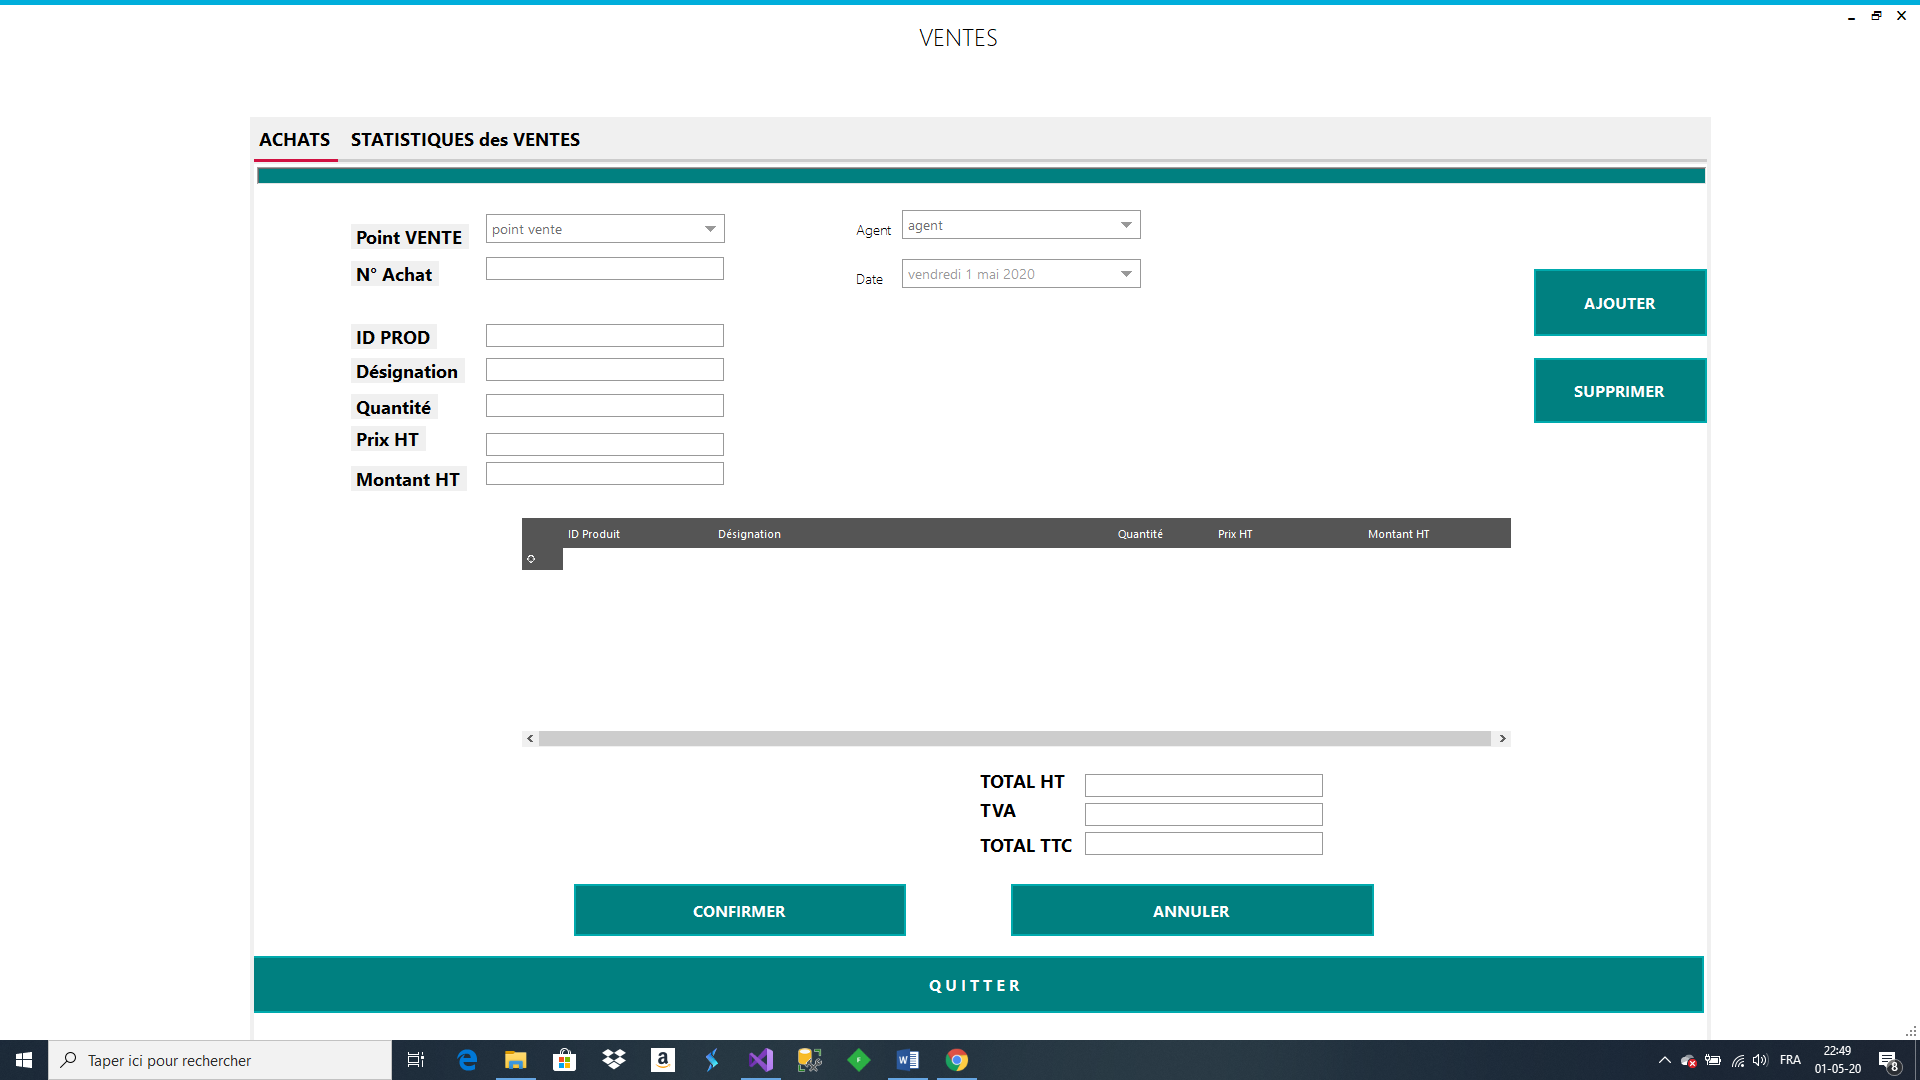 VENTES
ACHATS STATISTIQUES des VENTES
Point VENTE point vente Agent agent
N° Achat Date vendredi 1 mai 2020
AJOUTER
ID PROD
Désignation
SUPPRIMER
Quantité
Prix HT
Montant HT
ID Produit Désignation Quantité Prix HT Montant HT
TOTAL HT
TVA
TOTAL TTC
CONFIRMER ANNULER
QUITTER
Taper ici pour rechercher
FRA
22:49
01-05-20
8